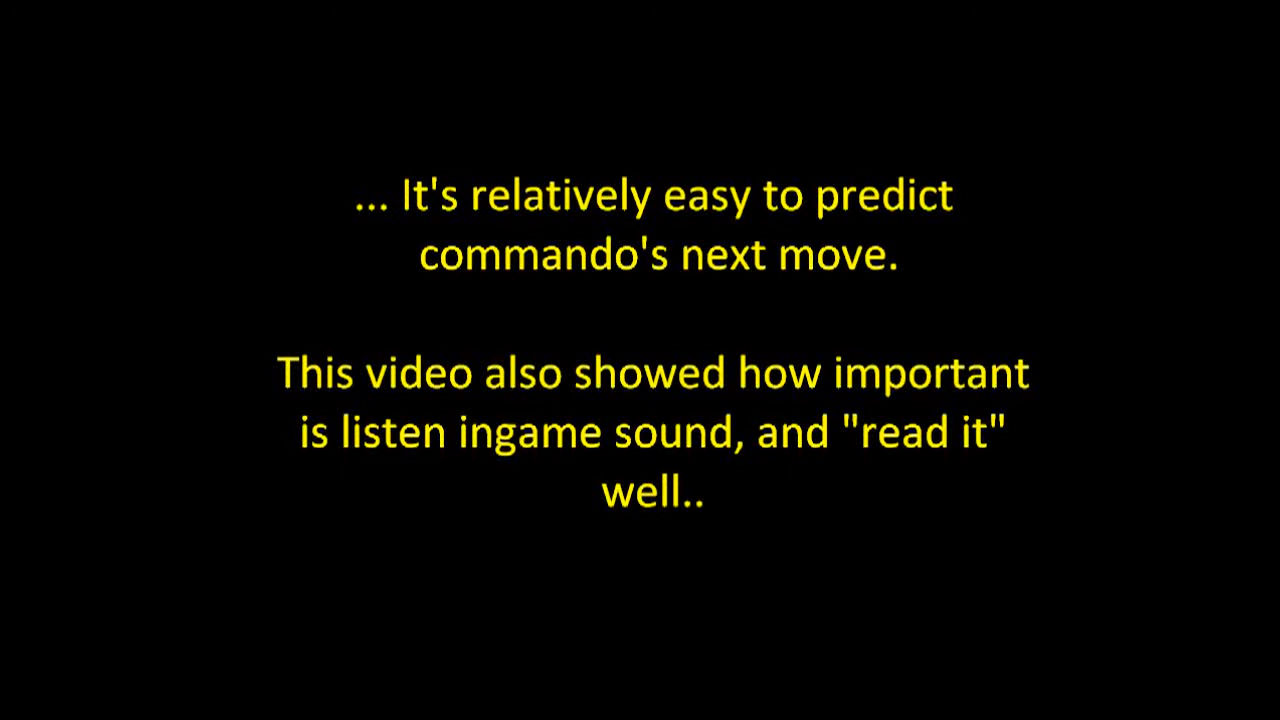 ... It's relatively easy to predict
commando's next move.
This video also showed how important
is listen ingame sound, and "read it"
well..